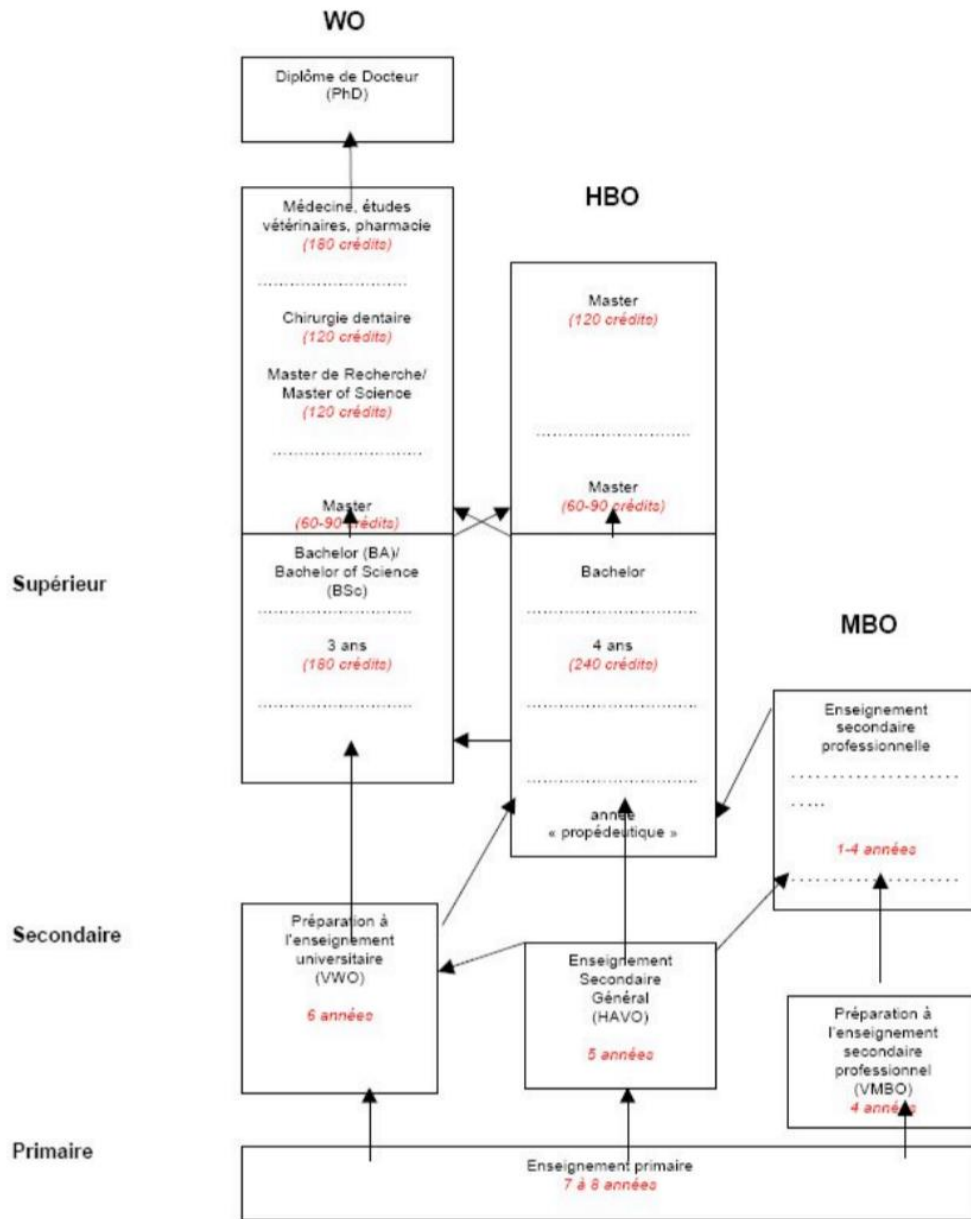 WO
Diplôme de Docteur
(PhD)
Médecine, études
vétérinaires, pharmacie
(180 crédits)
Chirurgie dentaire
(120 crédits)
Master de Recherche/
Master of Science
(120 crédits)
Master
(60-90 crédits)
HBO
Master
(120 crédits)
Master
(60-90 crédits)
Supérieur
Bachelor (BA)/
Bachelor of Science
(BSc)
3 ans
(180 crédits)
Bachelor
4 ans
(240 crédits)
année
« propédeutique »
MBO
Enseignement
secondaire
professionnelle
1-4 années
Secondaire
Préparation à
l'enseignement
universitaire
(VWO)
6 années
Enseignement
Secondaire
Général
(HAVO)
5 années
Préparation à
l'enseignement
secondaire
professionnel
(VMBO)
4 années
Primaire
Enseignement primaire
7 à 8 années